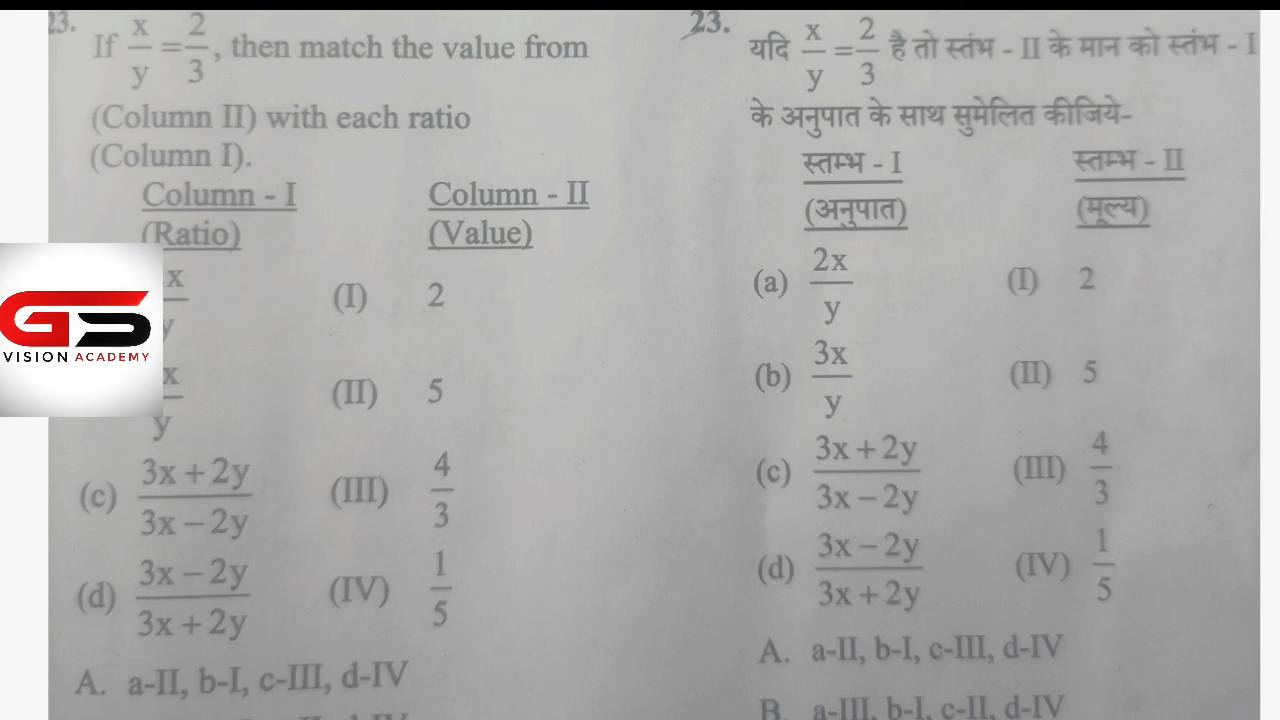 23.
If x/y = 2/3, then match the value from
(Column II) with each ratio
(Column I).
Column - I Column - II
(Ratio) (Value)
x/y (I) 2
x/y (II) 5
(c) 3x + 2y / 3x − 2y (III) 4/3
(d) 3x − 2y / 3x + 2y (IV) 1/5
A. a-II, b-I, c-III, d-IV
GS
VISION ACADEMY
23.
यदि x/y = 2/3 है तो स्तंभ - II के मान को स्तंभ - I
के अनुपात के साथ सुमेलित कीजिये-
स्तम्भ - I स्तम्भ - II
(अनुपात) (मूल्य)
(a) 2x/y (I) 2
(b) 3x/y (II) 5
(c) 3x + 2y / 3x − 2y (III) 4/3
(d) 3x − 2y / 3x + 2y (IV) 1/5
A. a-II, b-I, c-III, d-IV
B. a-III, b-I, c-II, d-IV